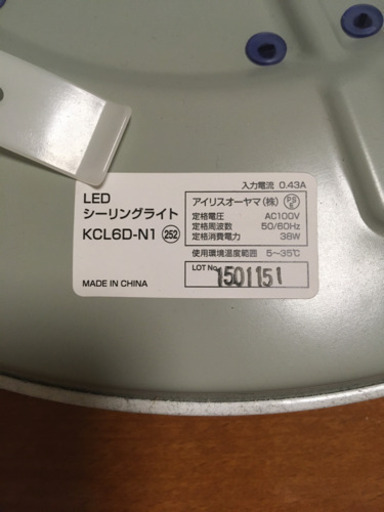 入力電流 0.43A
LED
シーリングライト
KCL6D-N1 252
アイリスオーヤマ(株) PSE
定格電圧 AC100V
定格周波数 50/60Hz
定格消費電力 38W
使用環境温度範囲 5~35℃
LOT No. 1501151
MADE IN CHINA